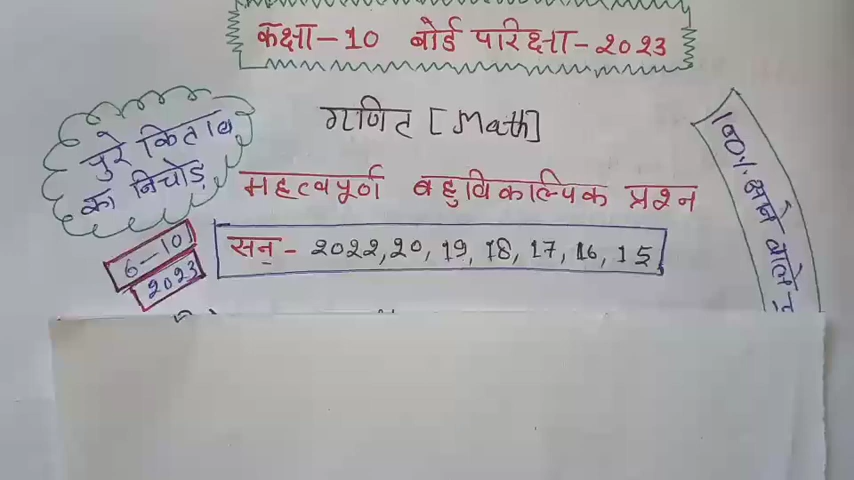 कक्षा-10 बोर्ड परिक्षा-2023
गणित [Math]
पुरे किताब
का निचोड़
महत्वपूर्ण बहुविकल्पिक प्रश्न
100% आने वाले
6-10
2023
सन् - 2022, 20, 19, 18, 17, 16, 15